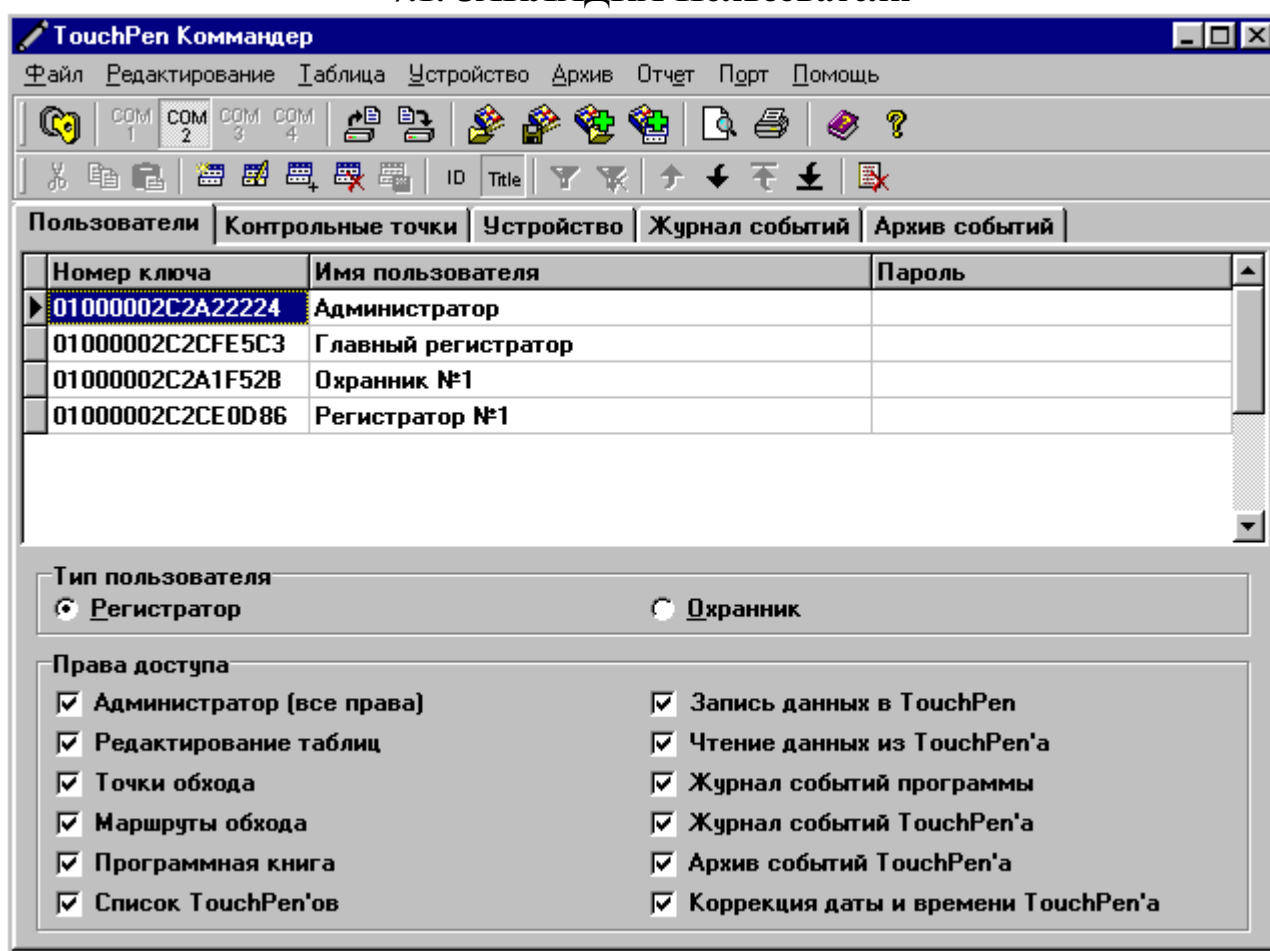 7.1. ЗАКЛАДКА Пользователи
TouchPen Коммандер
Файл Редактирование Таблица Устройство Архив Отчет Порт Помощь
COM 1 COM 2 COM 3 COM 4
ID Title
Пользователи Контрольные точки Устройство Журнал событий Архив событий
Номер ключа Имя пользователя Пароль
01000002C2A22224 Администратор
01000002C2CFE5C3 Главный регистратор
01000002C2A1F52B Охранник №1
01000002C2CE0D86 Регистратор №1
Тип пользователя
Регистратор Охранник
Права доступа
Администратор (все права) Запись данных в TouchPen
Редактирование таблиц Чтение данных из TouchPen'а
Точки обхода Журнал событий программы
Маршруты обхода Журнал событий TouchPen'а
Программная книга Архив событий TouchPen'а
Список TouchPen'ов Коррекция даты и времени TouchPen'а